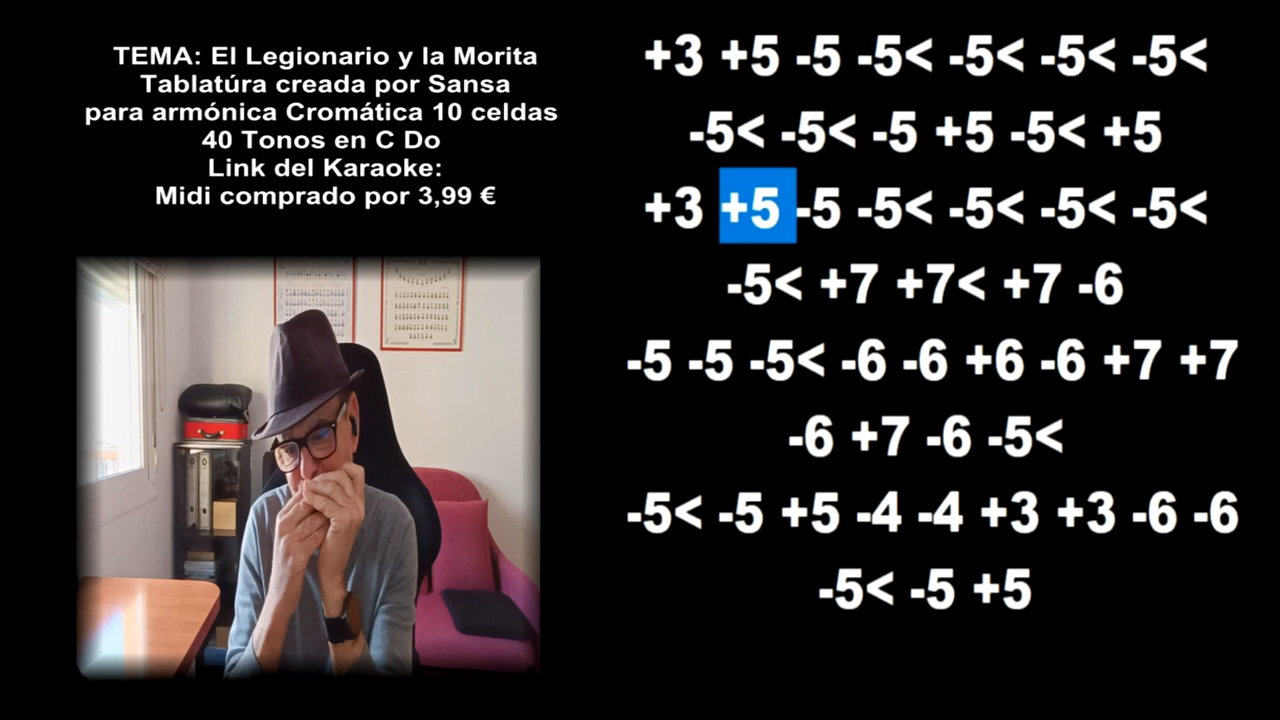 TEMA: El Legionario y la Morita
Tablatúra creada por Sansa
para armónica Cromática 10 celdas
40 Tonos en C Do
Link del Karaoke:
Midi comprado por 3,99 €
+3 +5 -5 -5< -5< -5< -5<
-5< -5< -5 +5 -5< +5
+3 +5 -5 -5< -5< -5< -5<
-5< +7 +7< +7 -6
-5 -5 -5< -6 -6 +6 -6 +7 +7
-6 +7 -6 -5<
-5< -5 +5 -4 -4 +3 +3 -6 -6
-5< -5 +5